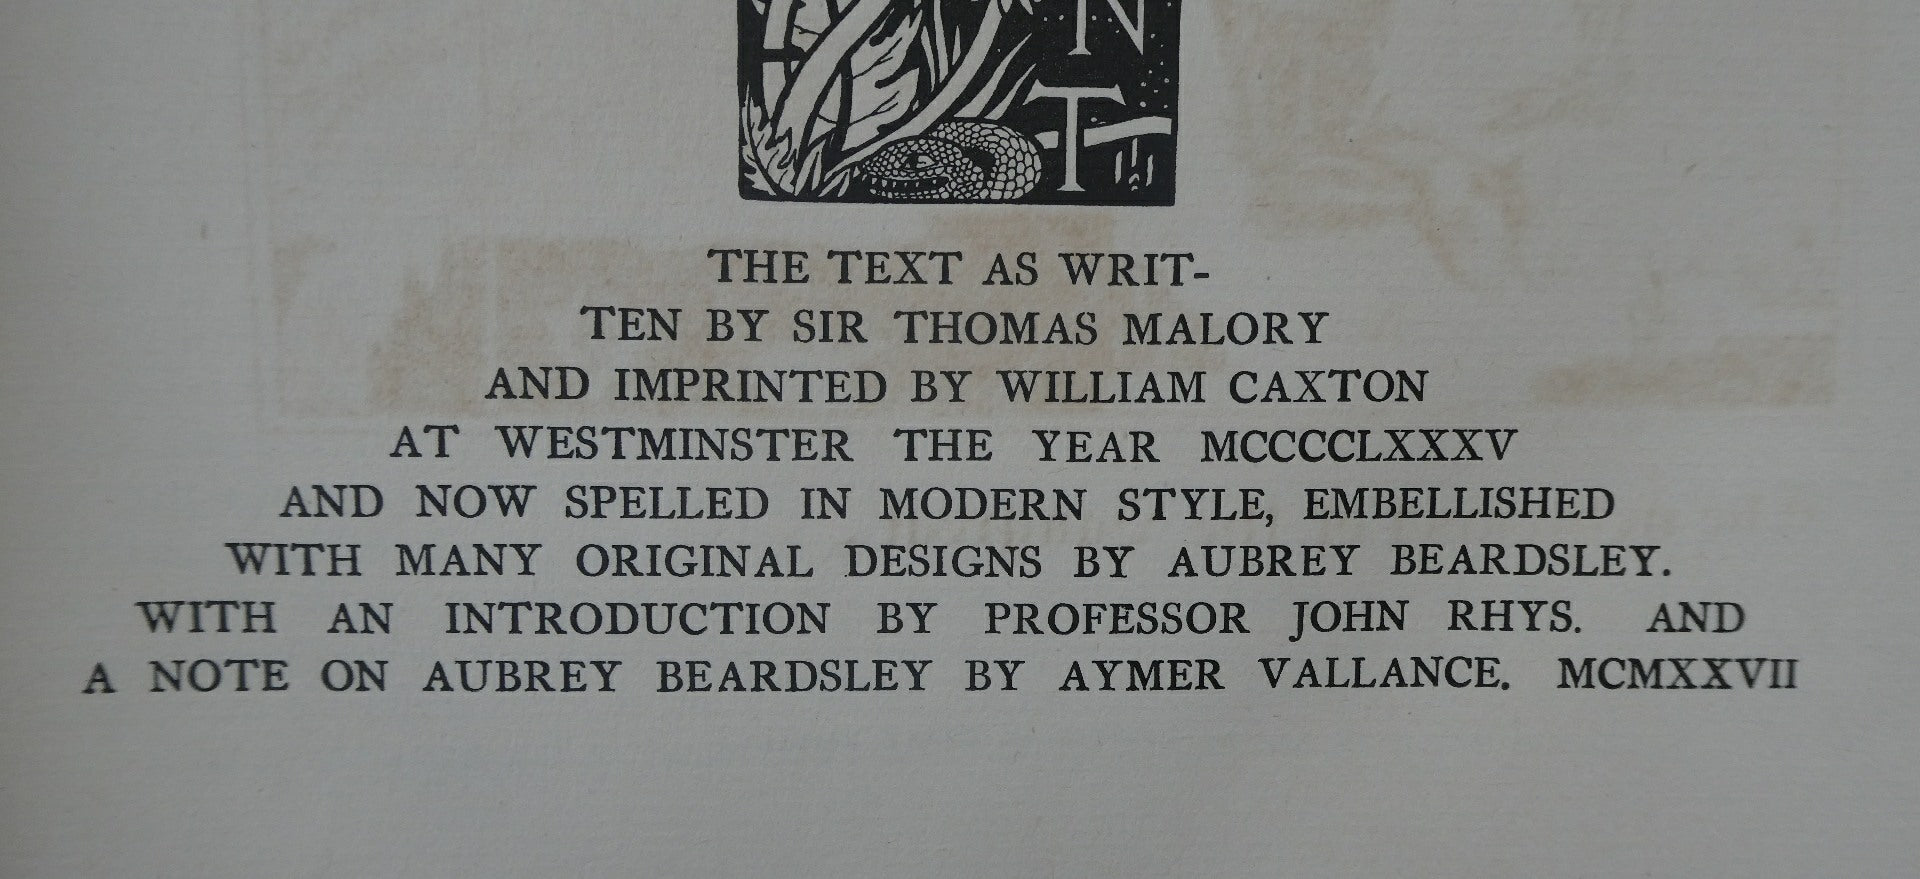 N
T
THE TEXT AS WRIT-
TEN BY SIR THOMAS MALORY
AND IMPRINTED BY WILLIAM CAXTON
AT WESTMINSTER THE YEAR MCCCCLXXXV
AND NOW SPELLED IN MODERN STYLE, EMBELLISHED
WITH MANY ORIGINAL DESIGNS BY AUBREY BEARDSLEY.
WITH AN INTRODUCTION BY PROFESSOR JOHN RHYS. AND
A NOTE ON AUBREY BEARDSLEY BY AYMER VALLANCE. MCMXXVII